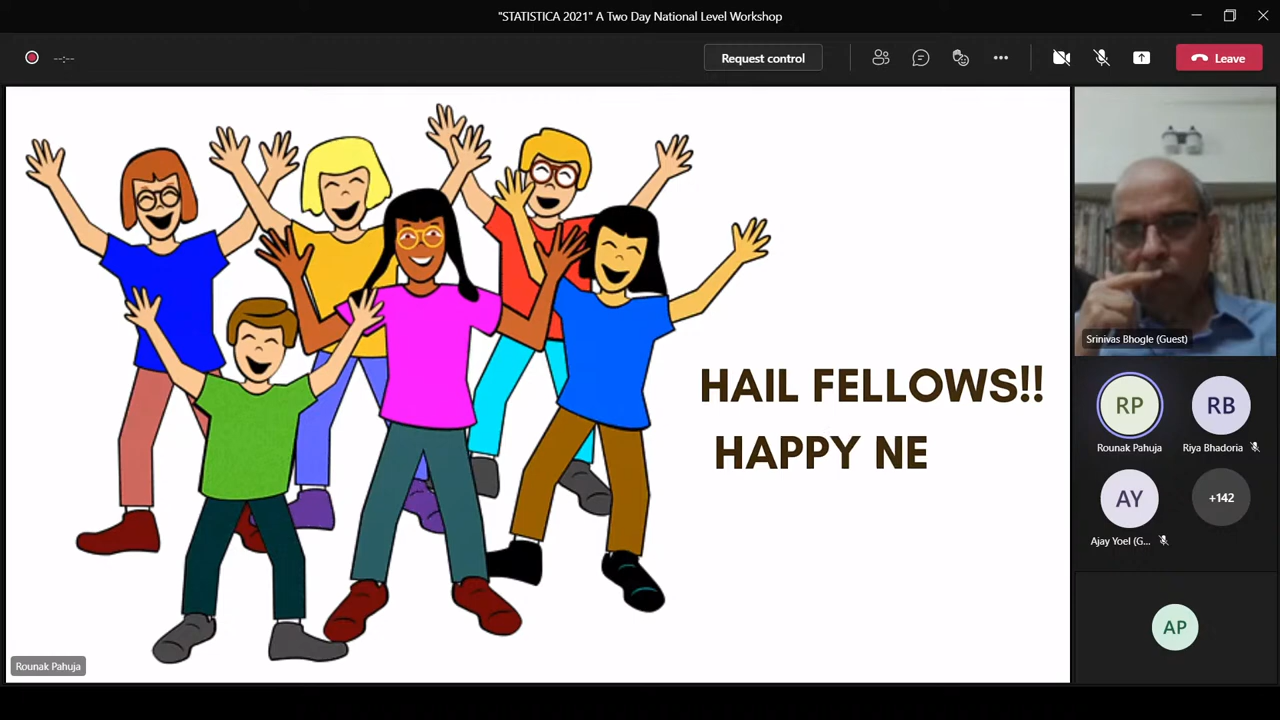 "STATISTICA 2021" A Two Day National Level Workshop
--:--
Request control
Leave
HAIL FELLOWS!!
HAPPY NE
Rounak Pahuja
Srinivas Bhogle (Guest)
RP
RB
Rounak Pahuja
Riya Bhadoria
AY
+142
Ajay Yoel (G...
AP